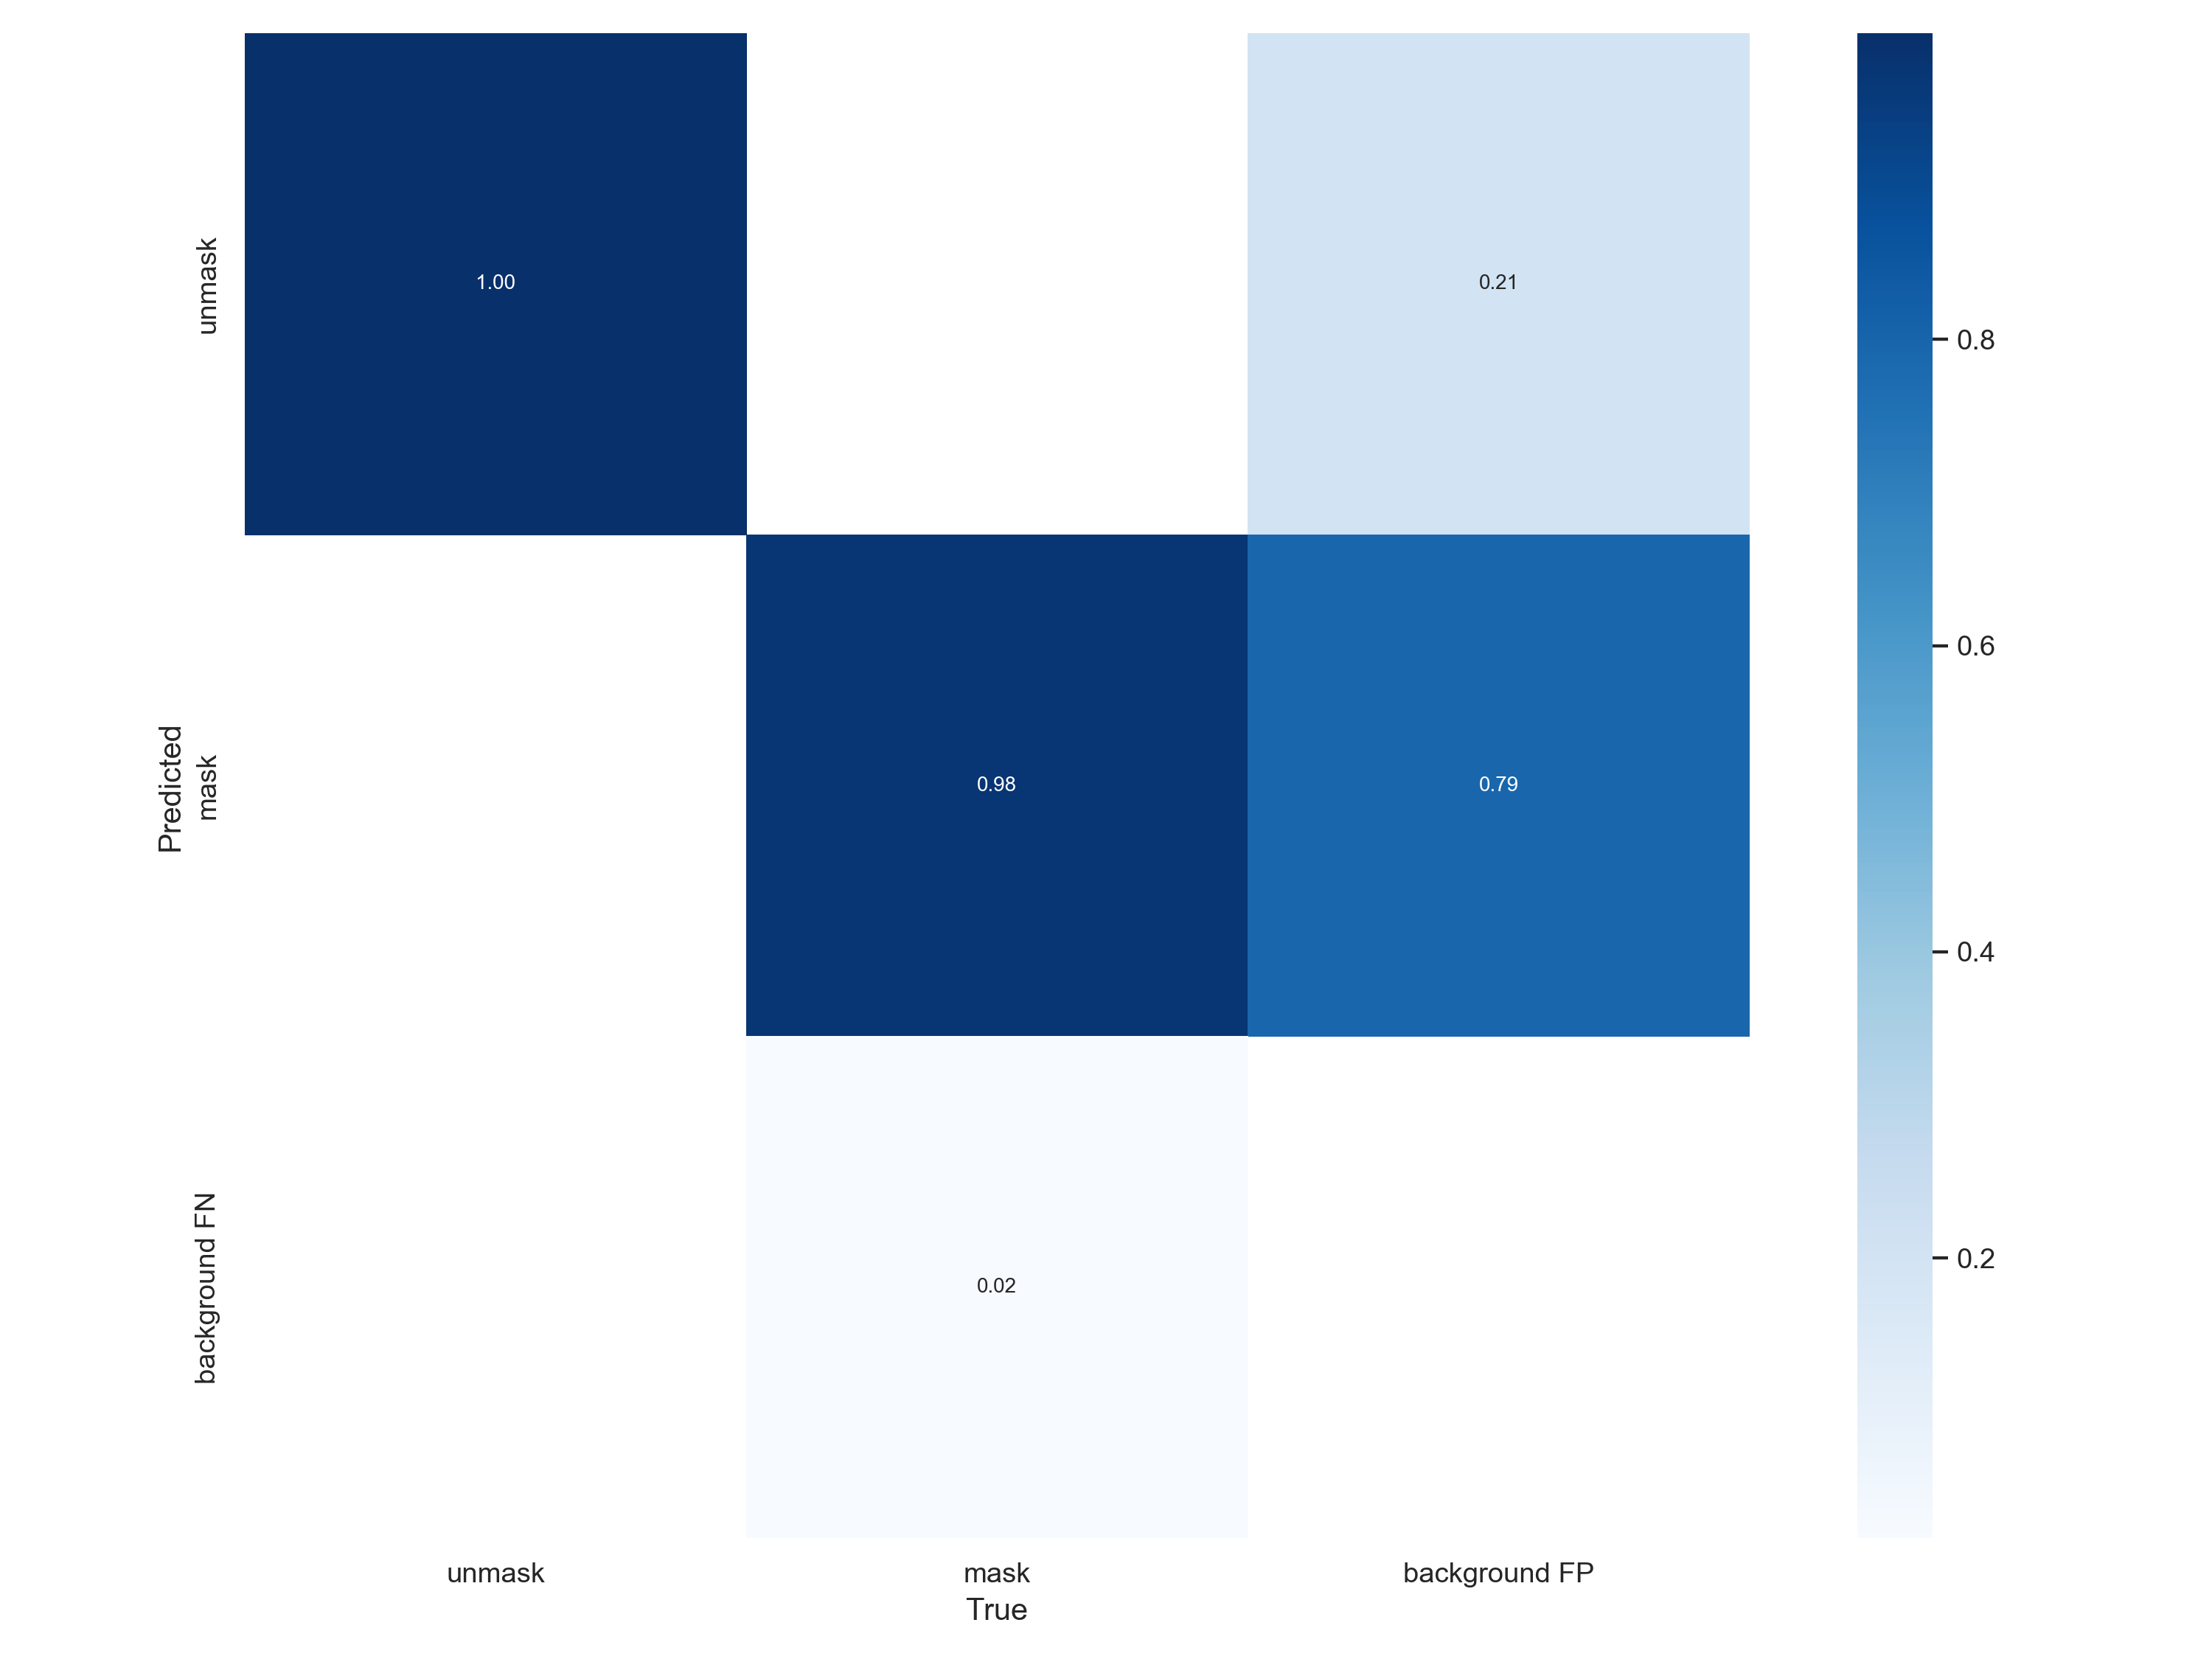 unmask
1.00
0.21
0.8
0.6
Predicted
mask
0.98
0.79
0.4
0.2
background FN
0.02
unmask
mask
background FP
True